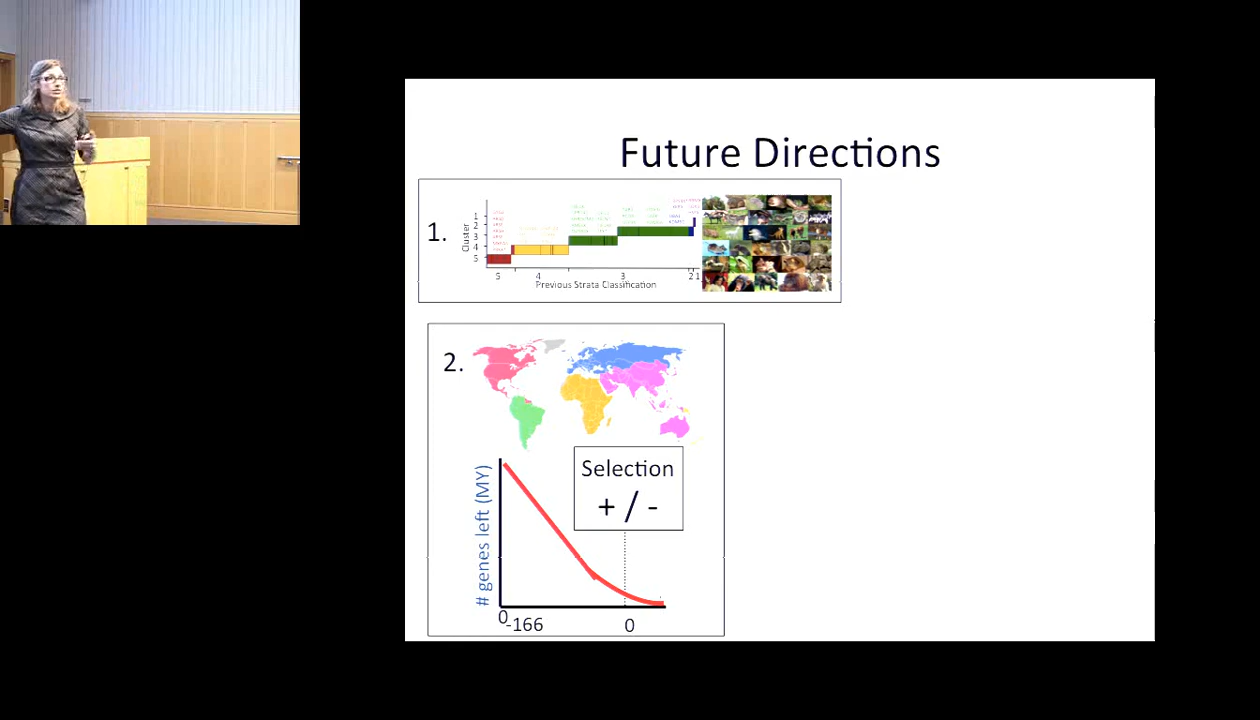 Future Directions
1.
Cluster
1
2
3
4
5
5 4 3 2 1
Previous Strata Classification
2.
Selection
+ / -
# genes left (MY)
0
-166 0